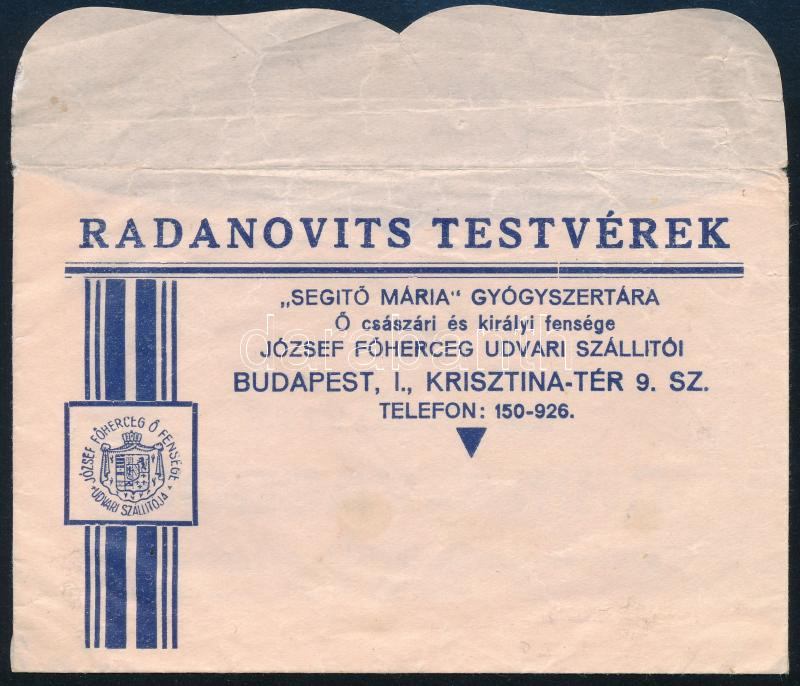 RADANOVITS TESTVÉREK
„SEGITŐ MÁRIA“ GYÓGYSZERTÁRA
Ő császári és királyi fensége
JÓZSEF FŐHERCEG UDVARI SZÁLLITÓI
BUDAPEST, I., KRISZTINA-TÉR 9. SZ.
TELEFON: 150-926.
JÓZSEF FŐHERCEG Ő FENSÉGE
UDVARI SZÁLLITÓJA
darabanth